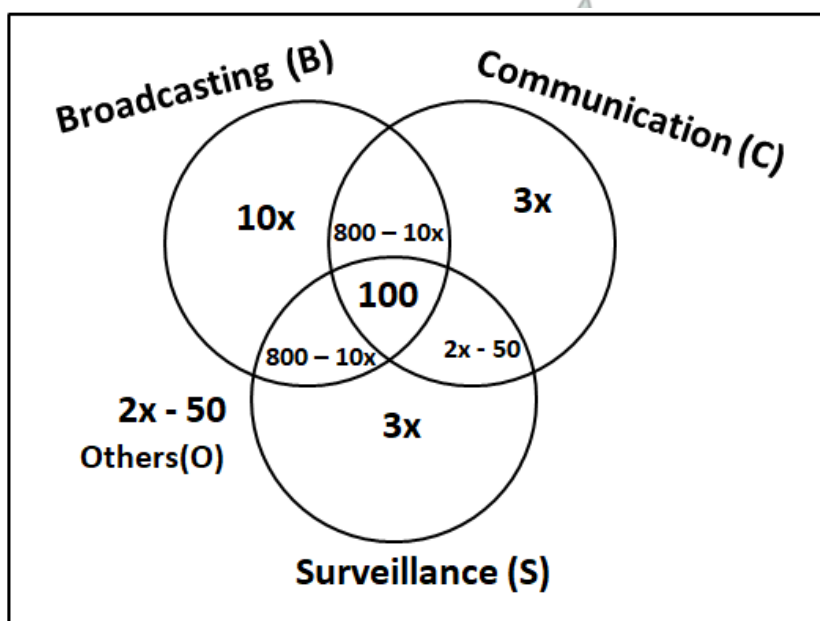 Broadcasting (B)
Communication (C)
10x
3x
800 – 10x
100
800 – 10x
2x - 50
2x - 50
Others(O)
3x
Surveillance (S)